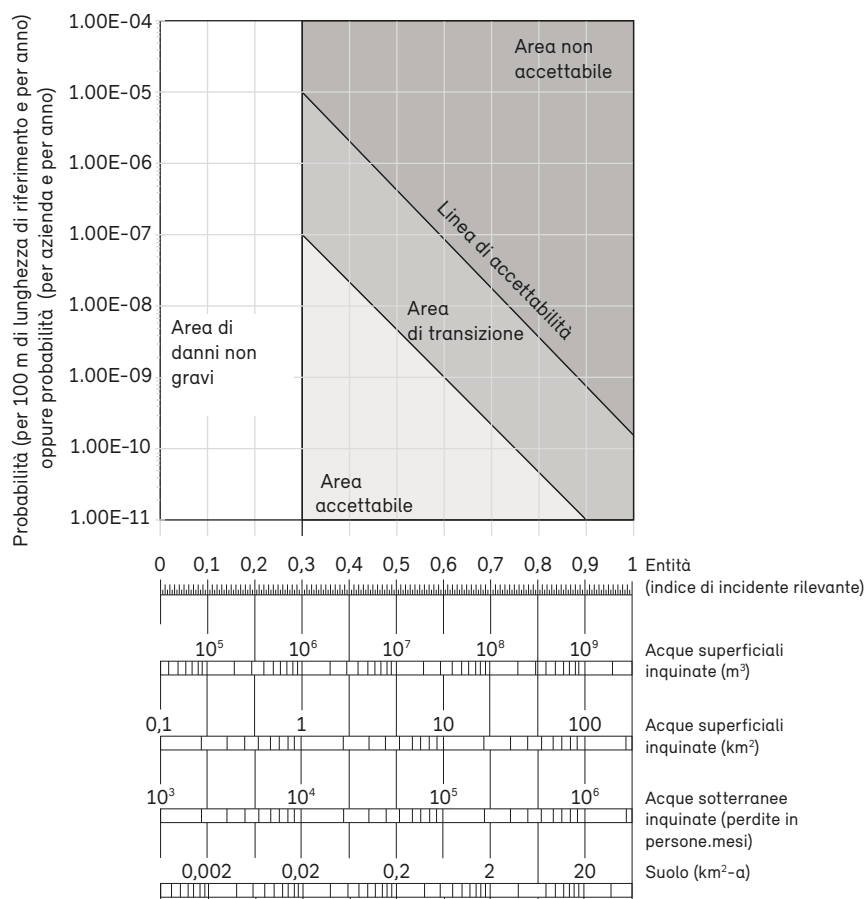 Probabilità (per 100 m di lunghezza di riferimento e per anno)
oppure probabilità (per azienda e per anno)
1.00E-04
1.00E-05
1.00E-06
1.00E-07
1.00E-08
1.00E-09
1.00E-10
1.00E-11
Area non
accettabile
Linea di accettabilità
Area
di transizione
Area di
danni non
gravi
Area
accettabile
0 0,1 0,2 0,3 0,4 0,5 0,6 0,7 0,8 0,9 1
Entità
(indice di incidente rilevante)
10⁵ 10⁶ 10⁷ 10⁸ 10⁹
Acque superficiali
inquinate (m³)
0,1 1 10 100
Acque superficiali
inquinate (km²)
10³ 10⁴ 10⁵ 10⁶
Acque sotterranee
inquinate (perdite in
persone.mesi)
0,002 0,02 0,2 2 20
Suolo (km²-a)